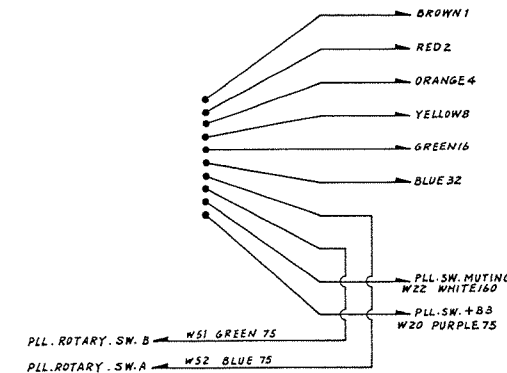 BROWN 1
RED 2
ORANGE 4
YELLOW 8
GREEN 16
BLUE 32
PLL. SW. MUTING
W22 WHITE 160
PLL. SW. +B3
W20 PURPLE 75
PLL. ROTARY. SW. B W51 GREEN 75
PLL. ROTARY. SW. A W52 BLUE 75